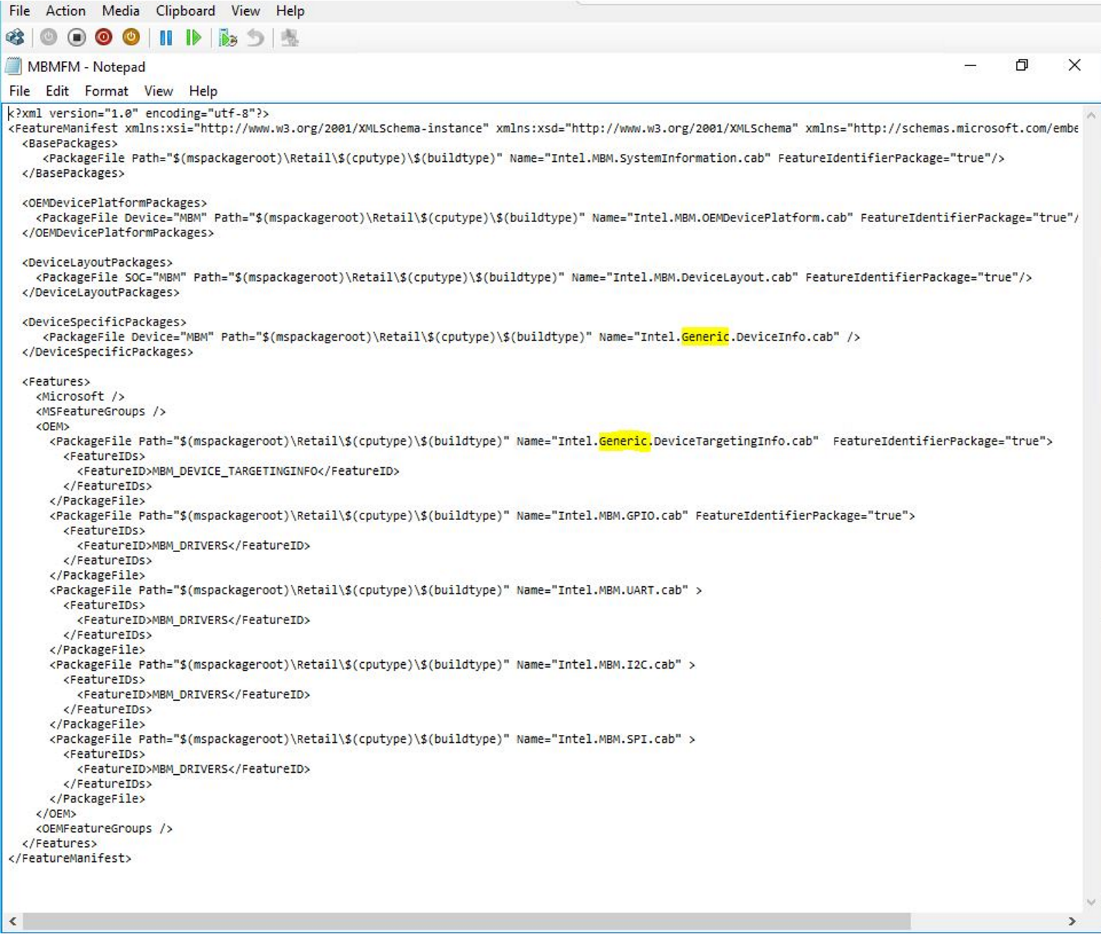 File Action Media Clipboard View Help
MBMFM - Notepad
File Edit Format View Help
<?xml version="1.0" encoding="utf-8"?>
<FeatureManifest xmlns:xsi="http://www.w3.org/2001/XMLSchema-instance" xmlns:xsd="http://www.w3.org/2001/XMLSchema" xmlns="http://schemas.microsoft.com/embe
<BasePackages>
<PackageFile Path="$(mspackageroot)\Retail\$(cputype)\$(buildtype)" Name="Intel.MBM.SystemInformation.cab" FeatureIdentifierPackage="true"/>
</BasePackages>
<OEMDevicePlatformPackages>
<PackageFile Device="MBM" Path="$(mspackageroot)\Retail\$(cputype)\$(buildtype)" Name="Intel.MBM.OEMDevicePlatform.cab" FeatureIdentifierPackage="true"/
</OEMDevicePlatformPackages>
<DeviceLayoutPackages>
<PackageFile SOC="MBM" Path="$(mspackageroot)\Retail\$(cputype)\$(buildtype)" Name="Intel.MBM.DeviceLayout.cab" FeatureIdentifierPackage="true"/>
</DeviceLayoutPackages>
<DeviceSpecificPackages>
<PackageFile Device="MBM" Path="$(mspackageroot)\Retail\$(cputype)\$(buildtype)" Name="Intel.Generic.DeviceInfo.cab" />
</DeviceSpecificPackages>
<Features>
<Microsoft />
<MSFeatureGroups />
<OEM>
<PackageFile Path="$(mspackageroot)\Retail\$(cputype)\$(buildtype)" Name="Intel.Generic.DeviceTargetingInfo.cab" FeatureIdentifierPackage="true">
<FeatureIDs>
<FeatureID>MBM_DEVICE_TARGETINGINFO</FeatureID>
</FeatureIDs>
</PackageFile>
<PackageFile Path="$(mspackageroot)\Retail\$(cputype)\$(buildtype)" Name="Intel.MBM.GPIO.cab" FeatureIdentifierPackage="true">
<FeatureIDs>
<FeatureID>MBM_DRIVERS</FeatureID>
</FeatureIDs>
</PackageFile>
<PackageFile Path="$(mspackageroot)\Retail\$(cputype)\$(buildtype)" Name="Intel.MBM.UART.cab" >
<FeatureIDs>
<FeatureID>MBM_DRIVERS</FeatureID>
</FeatureIDs>
</PackageFile>
<PackageFile Path="$(mspackageroot)\Retail\$(cputype)\$(buildtype)" Name="Intel.MBM.I2C.cab" >
<FeatureIDs>
<FeatureID>MBM_DRIVERS</FeatureID>
</FeatureIDs>
</PackageFile>
<PackageFile Path="$(mspackageroot)\Retail\$(cputype)\$(buildtype)" Name="Intel.MBM.SPI.cab" >
<FeatureIDs>
<FeatureID>MBM_DRIVERS</FeatureID>
</FeatureIDs>
</PackageFile>
</OEM>
<OEMFeatureGroups />
</Features>
</FeatureManifest>